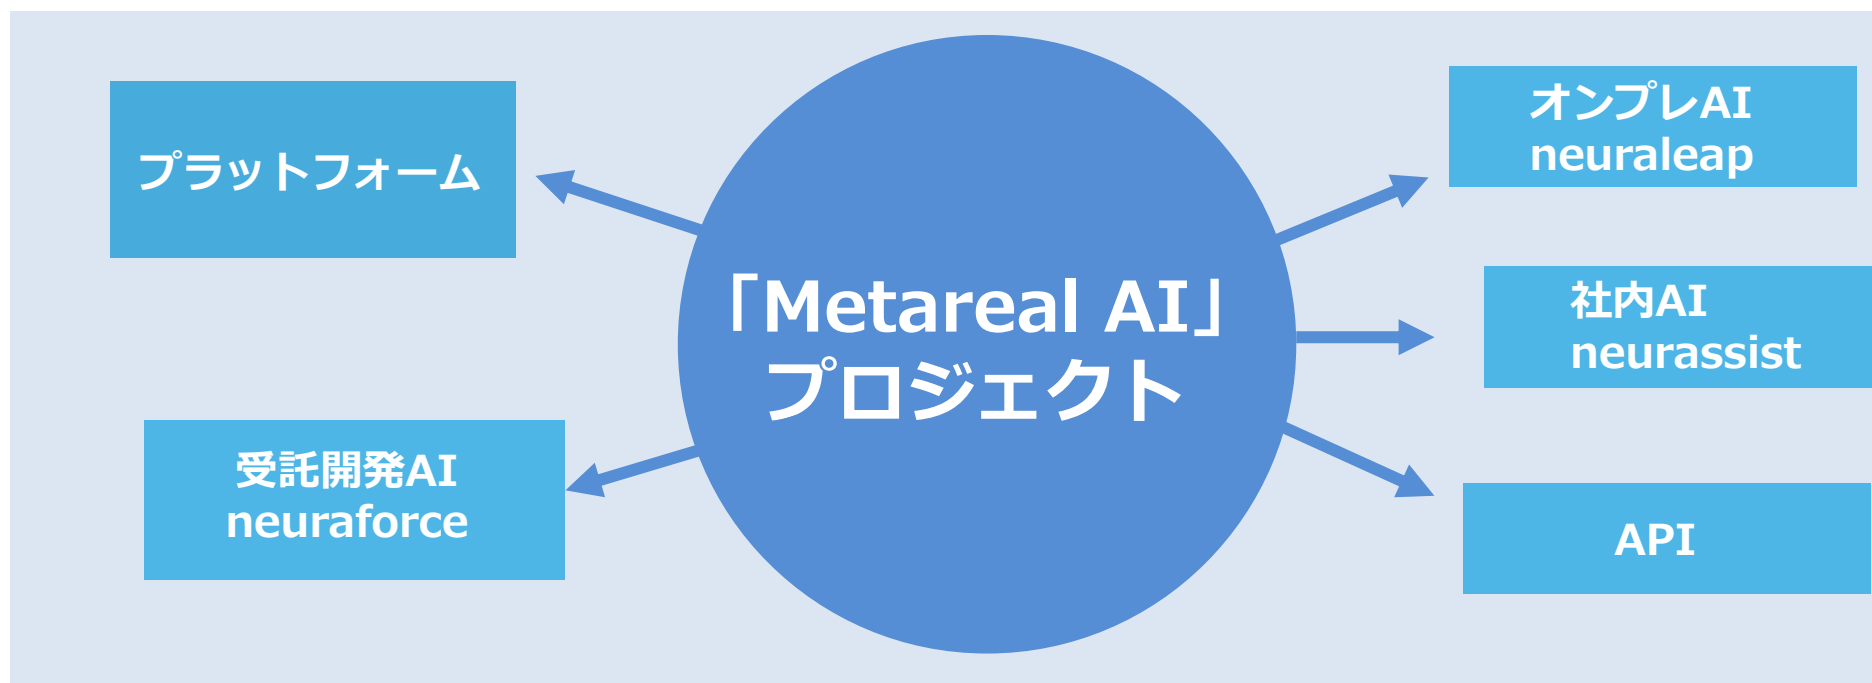 プラットフォーム
受託開発AI
neuraforce
「Metareal AI」
プロジェクト
オンプレAI
neuraleap
社内AI
neurassist
API